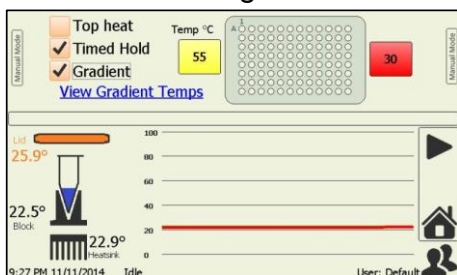 Top heat
Timed Hold
Gradient
View Gradient Temps
Manual Mode
Temp °C
55
1
A
30
Manual Mode
Lid
25.9°
22.5°
Block
22.9°
Heatsink
100
80
60
40
20
0
9:27 PM 11/11/2014 Idle User: Default